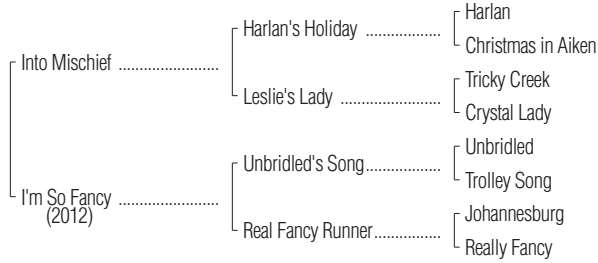 Harlan
Harlan's Holiday ..................
Christmas in Aiken
Into Mischief ........................
Tricky Creek
Leslie's Lady ........................
Crystal Lady
Unbridled
Unbridled's Song..................
Trolley Song
I'm So Fancy ........................
(2012)
Johannesburg
Real Fancy Runner................
Really Fancy